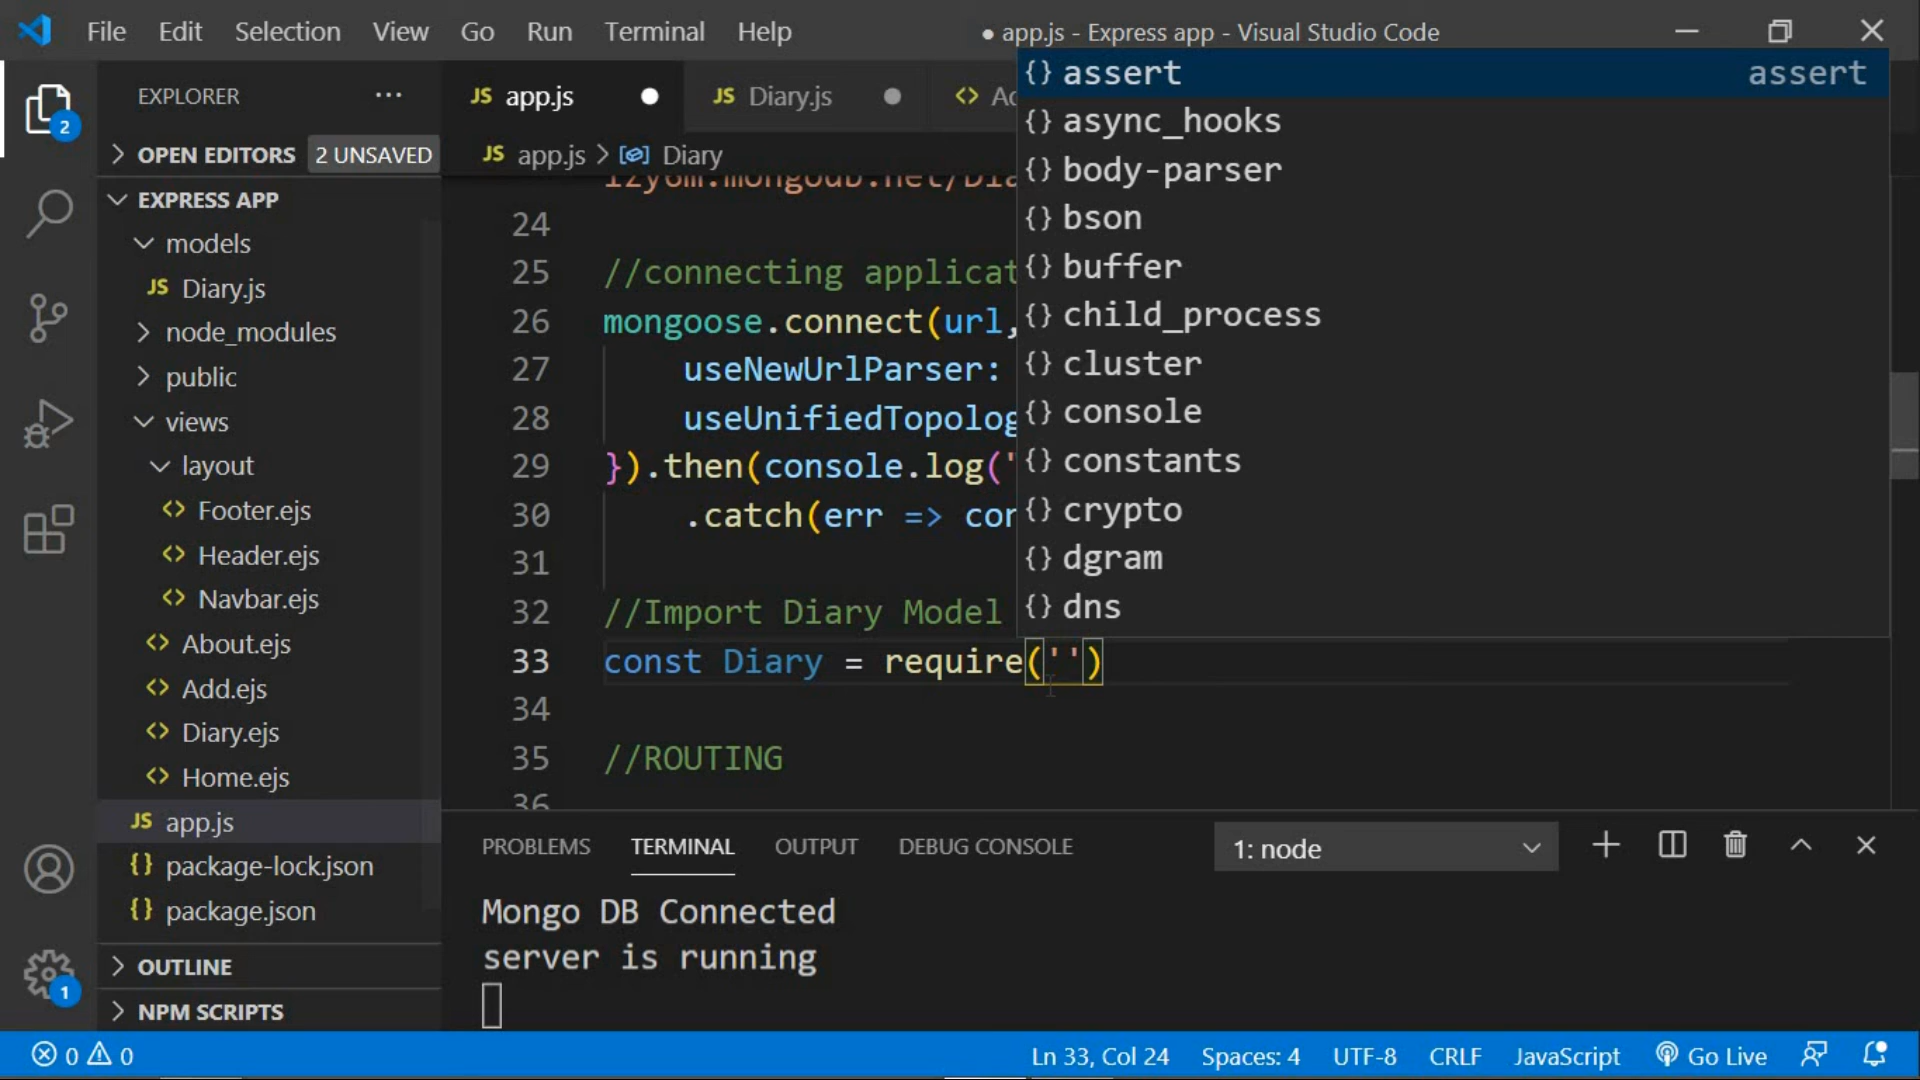 File Edit Selection View Go Run Terminal Help
● app.js - Express app - Visual Studio Code
EXPLORER ···
OPEN EDITORS 2 UNSAVED
EXPRESS APP
models
JS Diary.js
node_modules
public
views
layout
<> Footer.ejs
<> Header.ejs
<> Navbar.ejs
<> About.ejs
<> Add.ejs
<> Diary.ejs
<> Home.ejs
JS app.js
{} package-lock.json
{} package.json
OUTLINE
NPM SCRIPTS
2
1
JS app.js ● JS Diary.js ● <> Ad
JS app.js > Diary
24
25 //connecting applicat
26 mongoose.connect(url,
27 useNewUrlParser:
28 useUnifiedTopolog
29 }).then(console.log('
30 .catch(err => con
31
32 //Import Diary Model
33 const Diary = require('')
34
35 //ROUTING
36
{} assert assert
{} async_hooks
{} body-parser
{} bson
{} buffer
{} child_process
{} cluster
{} console
{} constants
{} crypto
{} dgram
{} dns
PROBLEMS TERMINAL OUTPUT DEBUG CONSOLE 1: node
Mongo DB Connected
server is running
0 0 Ln 33, Col 24 Spaces: 4 UTF-8 CRLF JavaScript Go Live